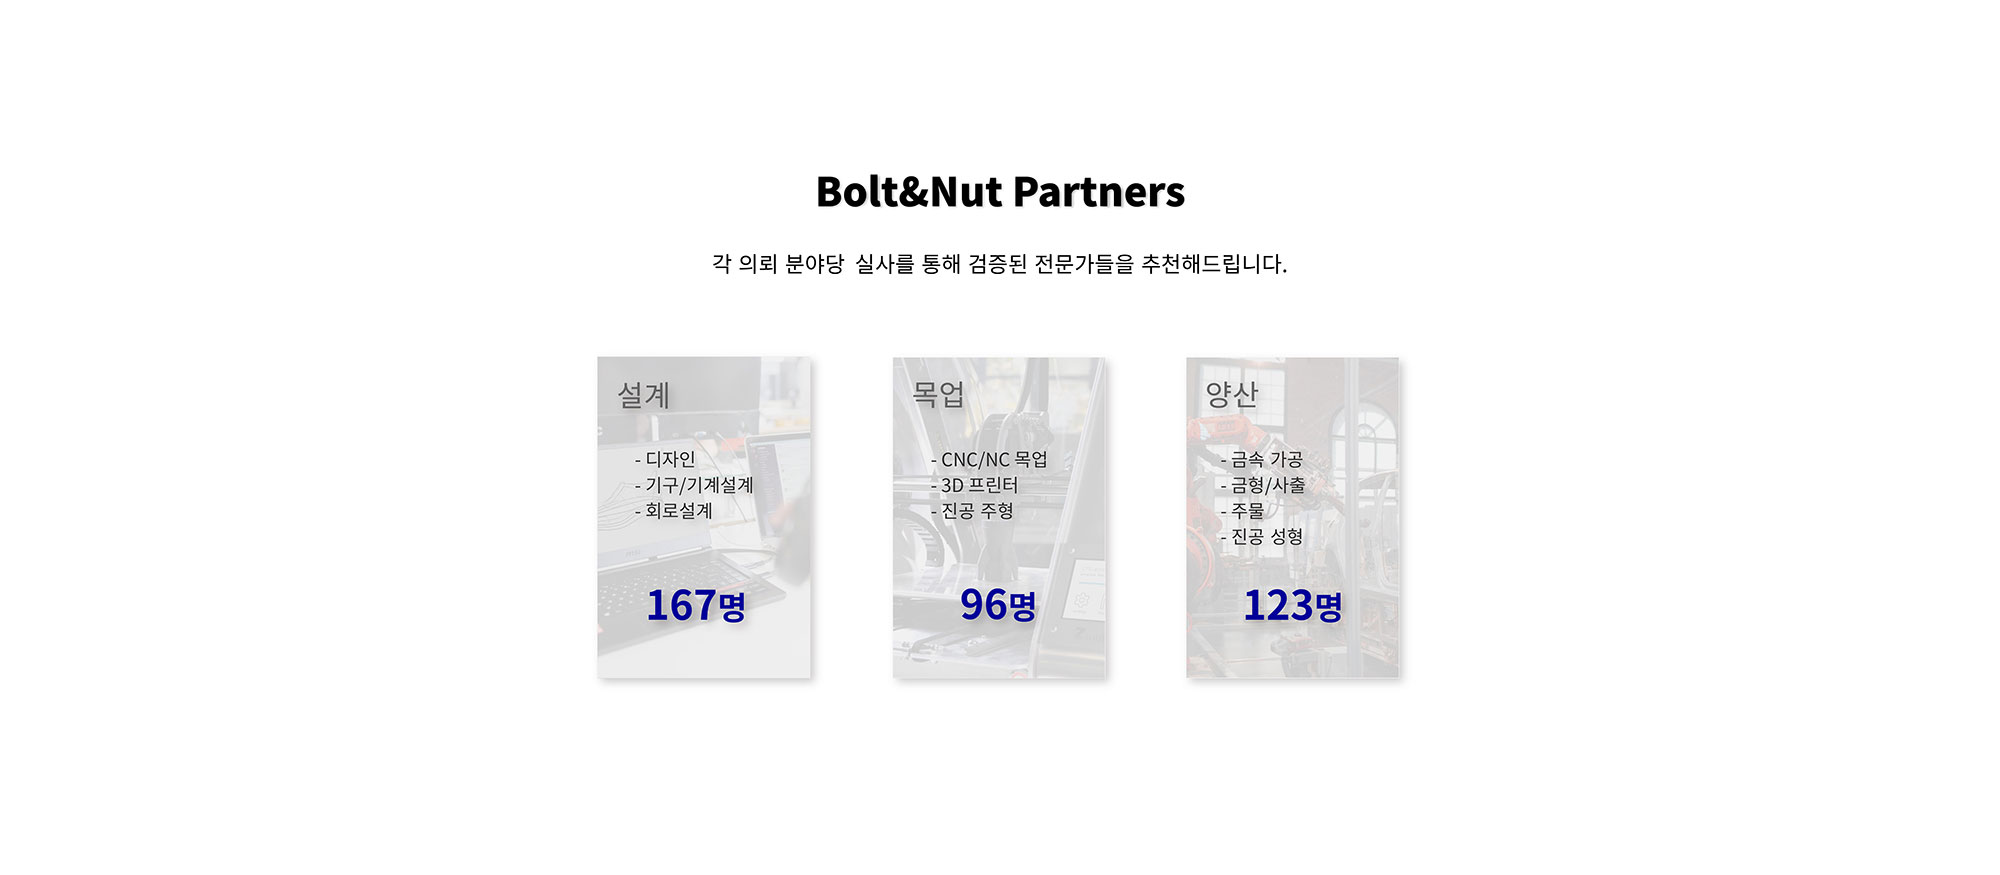 Bolt&Nut Partners
각 의뢰 분야당 실사를 통해 검증된 전문가들을 추천해드립니다.
설계
- 디자인
- 기구/기계설계
- 회로설계
167명
목업
- CNC/NC 목업
- 3D 프린터
- 진공 주형
96명
양산
- 금속 가공
- 금형/사출
- 주물
- 진공 성형
123명